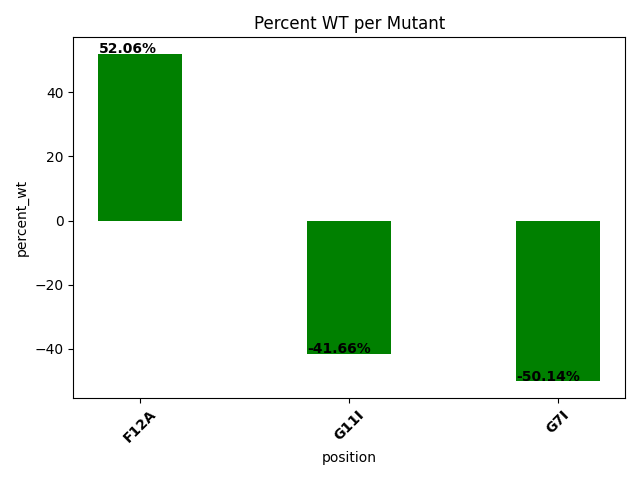 Percent WT per Mutant
52.06%
-41.66%
-50.14%
40
20
0
−20
−40
percent_wt
F12A
G11I
G7I
position